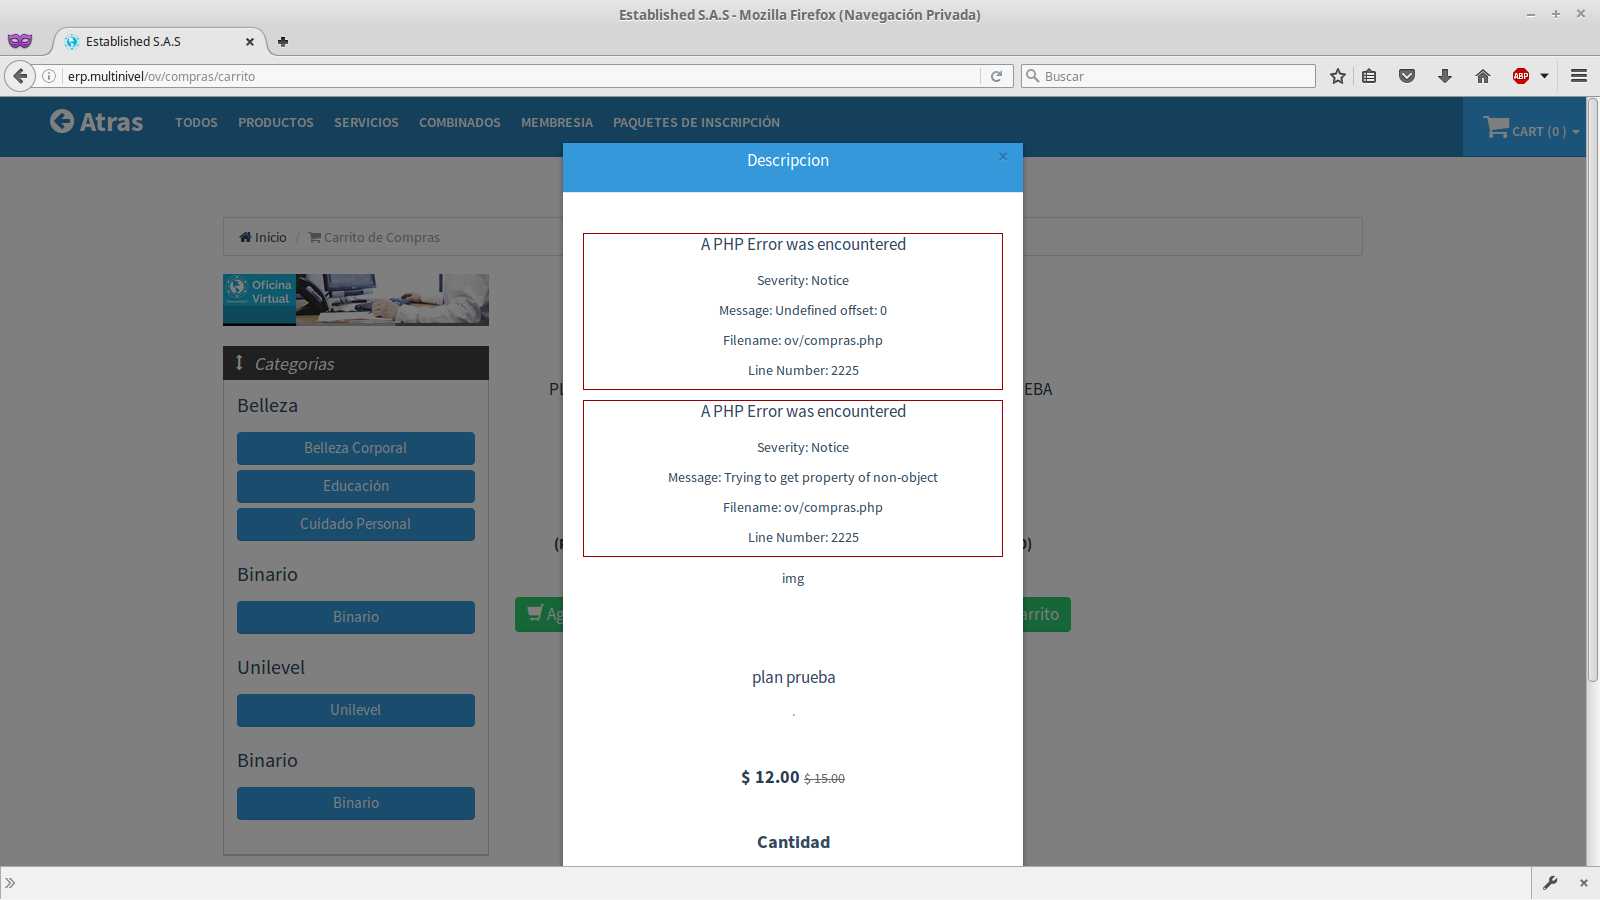 Established S.A.S - Mozilla Firefox (Navegación Privada)
Established S.A.S
erp.multinivel/ov/compras/carrito
Buscar
ABP
Atras
TODOS
PRODUCTOS
SERVICIOS
COMBINADOS
MEMBRESIA
PAQUETES DE INSCRIPCIÓN
CART (0 )
Descripcion
Inicio / Carrito de Compras
Oficina
Virtual
Categorias
Belleza
Belleza Corporal
Educación
Cuidado Personal
Binario
Binario
Unilevel
Unilevel
Binario
Binario
A PHP Error was encountered
Severity: Notice
Message: Undefined offset: 0
Filename: ov/compras.php
Line Number: 2225
A PHP Error was encountered
Severity: Notice
Message: Trying to get property of non-object
Filename: ov/compras.php
Line Number: 2225
img
plan prueba
.
$ 12.00 $ 15.00
Cantidad